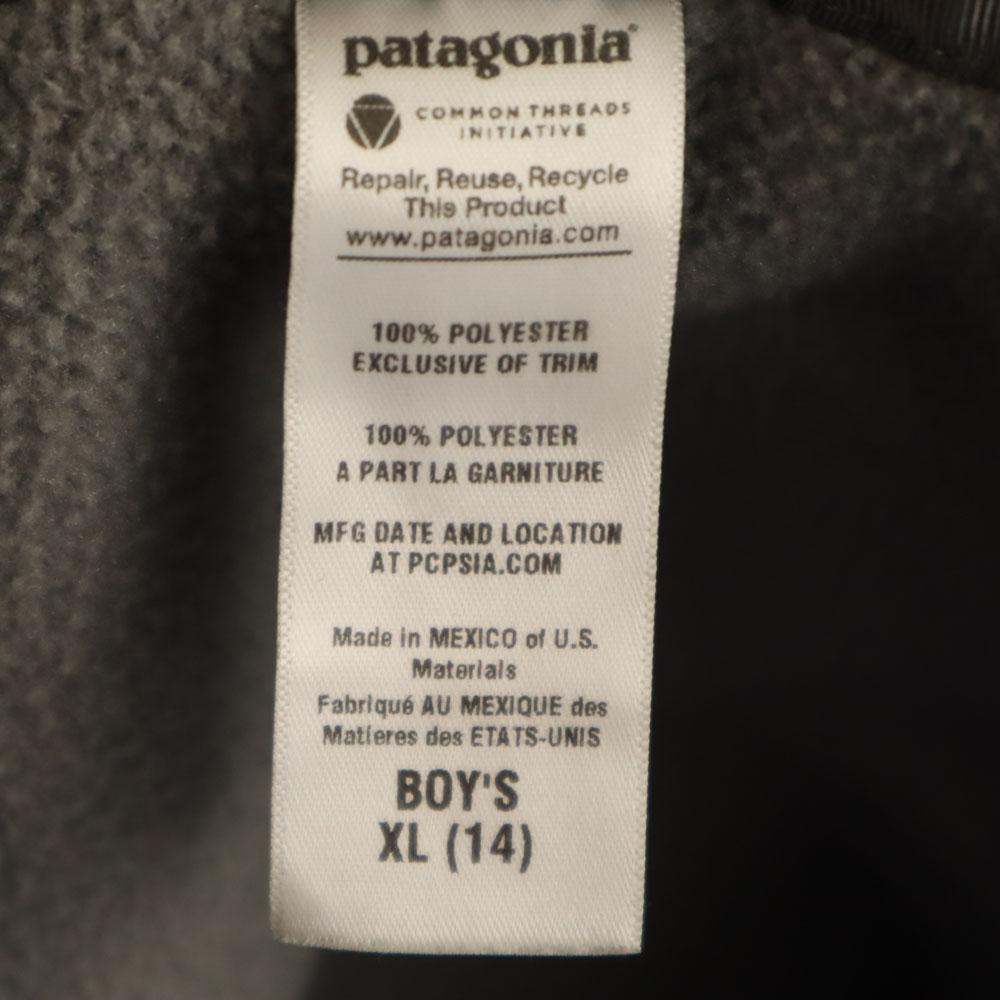 patagonia®
COMMON THREADS
INITIATIVE
Repair, Reuse, Recycle
This Product
www.patagonia.com
100% POLYESTER
EXCLUSIVE OF TRIM
100% POLYESTER
A PART LA GARNITURE
MFG DATE AND LOCATION
AT PCPSIA.COM
Made in MEXICO of U.S.
Materials
Fabriqué AU MEXIQUE des
Matieres des ETATS-UNIS
BOY'S
XL (14)